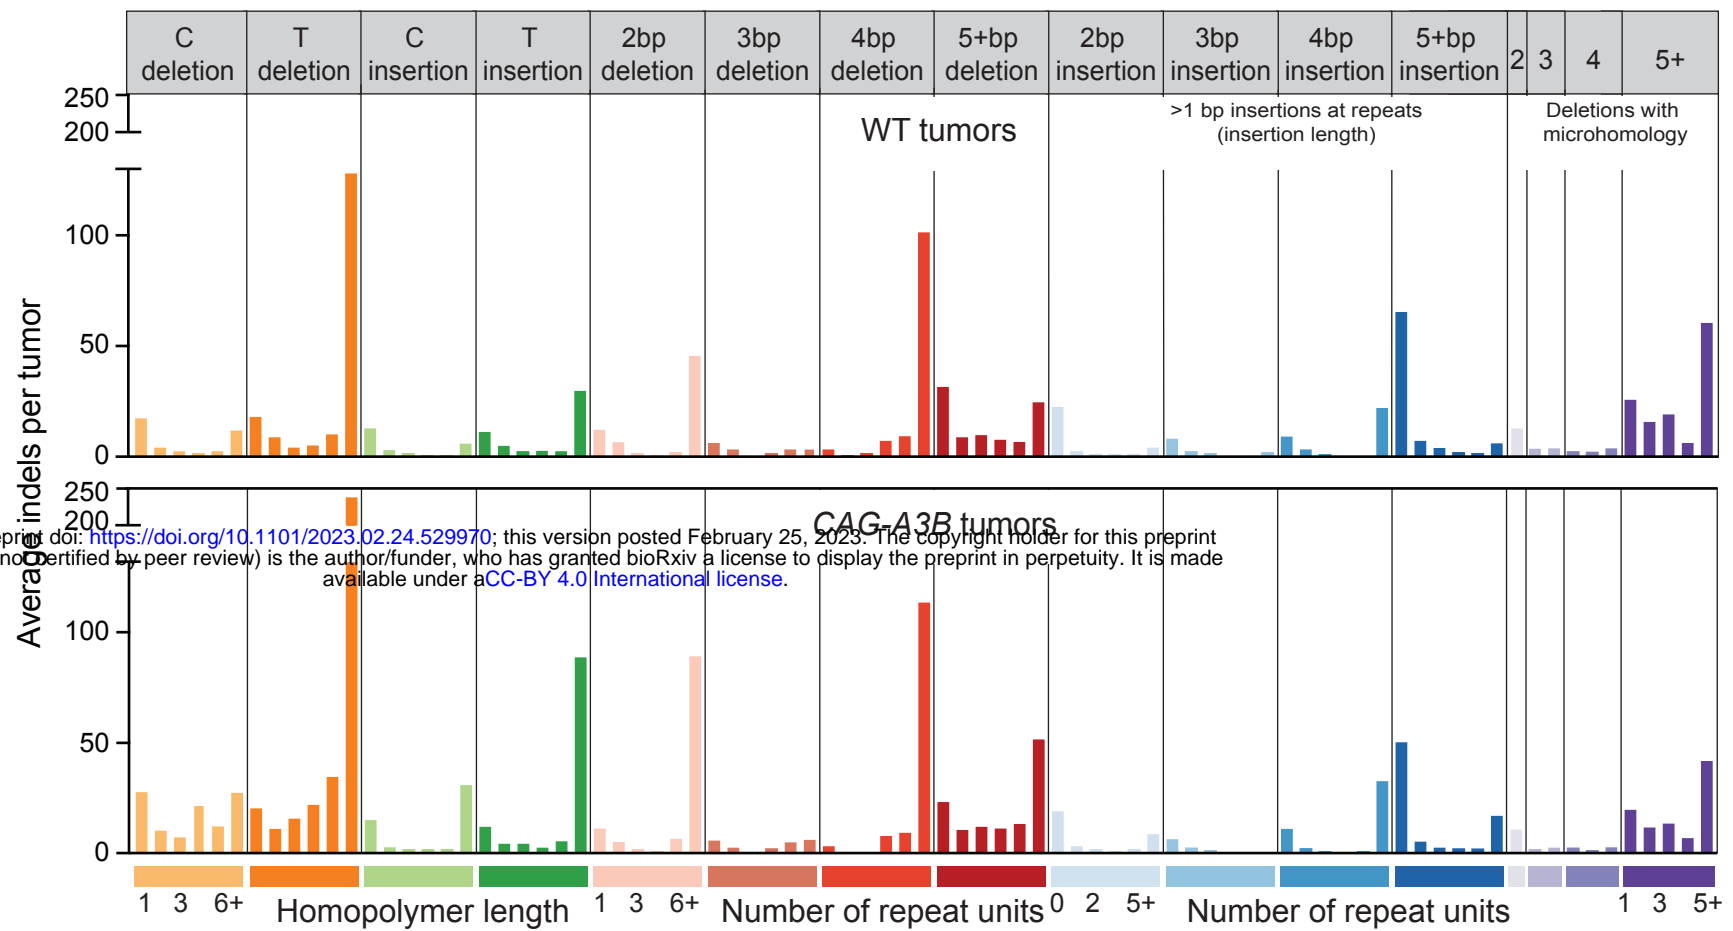 C deletion
T deletion
C insertion
T insertion
2bp deletion
3bp deletion
4bp deletion
5+bp deletion
2bp insertion
3bp insertion
4bp insertion
5+bp insertion
2
3
4
5+
250
200
100
50
0
WT tumors
>1 bp insertions at repeats
(insertion length)
Deletions with
microhomology
Average indels per tumor
250
200
100
50
0
CAG-A3B tumors
doi: https://doi.org/10.1101/2023.02.24.529970; this version posted February 25, 2023. The copyright holder for this preprint
certified by peer review) is the author/funder, who has granted bioRxiv a license to display the preprint in perpetuity. It is made
available under aCC-BY 4.0 International license.
1 3 6+
Homopolymer length
1 3 6+
Number of repeat units
0 2 5+
Number of repeat units
1 3 5+